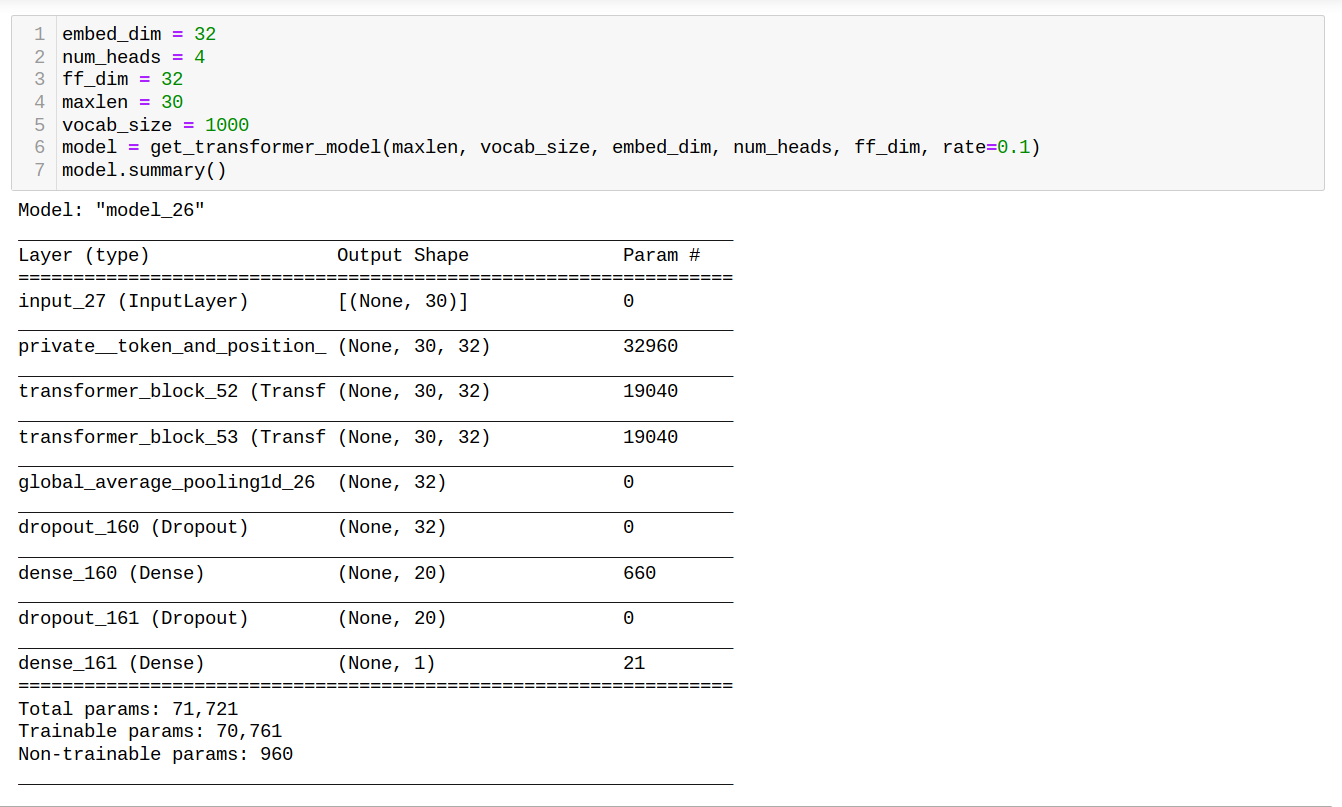 1 embed_dim = 32
2 num_heads = 4
3 ff_dim = 32
4 maxlen = 30
5 vocab_size = 1000
6 model = get_transformer_model(maxlen, vocab_size, embed_dim, num_heads, ff_dim, rate=0.1)
7 model.summary()
Model: "model_26"
_________________________________________________________________
Layer (type)                 Output Shape              Param #
=================================================================
input_27 (InputLayer)        [(None, 30)]              0
_________________________________________________________________
private__token_and_position_ (None, 30, 32)            32960
_________________________________________________________________
transformer_block_52 (Transf (None, 30, 32)            19040
_________________________________________________________________
transformer_block_53 (Transf (None, 30, 32)            19040
_________________________________________________________________
global_average_pooling1d_26  (None, 32)                0
_________________________________________________________________
dropout_160 (Dropout)        (None, 32)                0
_________________________________________________________________
dense_160 (Dense)            (None, 20)                660
_________________________________________________________________
dropout_161 (Dropout)        (None, 20)                0
_________________________________________________________________
dense_161 (Dense)            (None, 1)                 21
=================================================================
Total params: 71,721
Trainable params: 70,761
Non-trainable params: 960
_________________________________________________________________